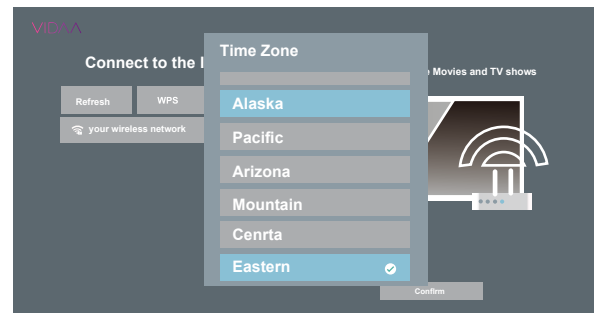 VIDAA
Connect to the I
Time Zone
Movies and TV shows
Refresh
WPS
your wireless network
Alaska
Pacific
Arizona
Mountain
Cenrta
Eastern
Confirm